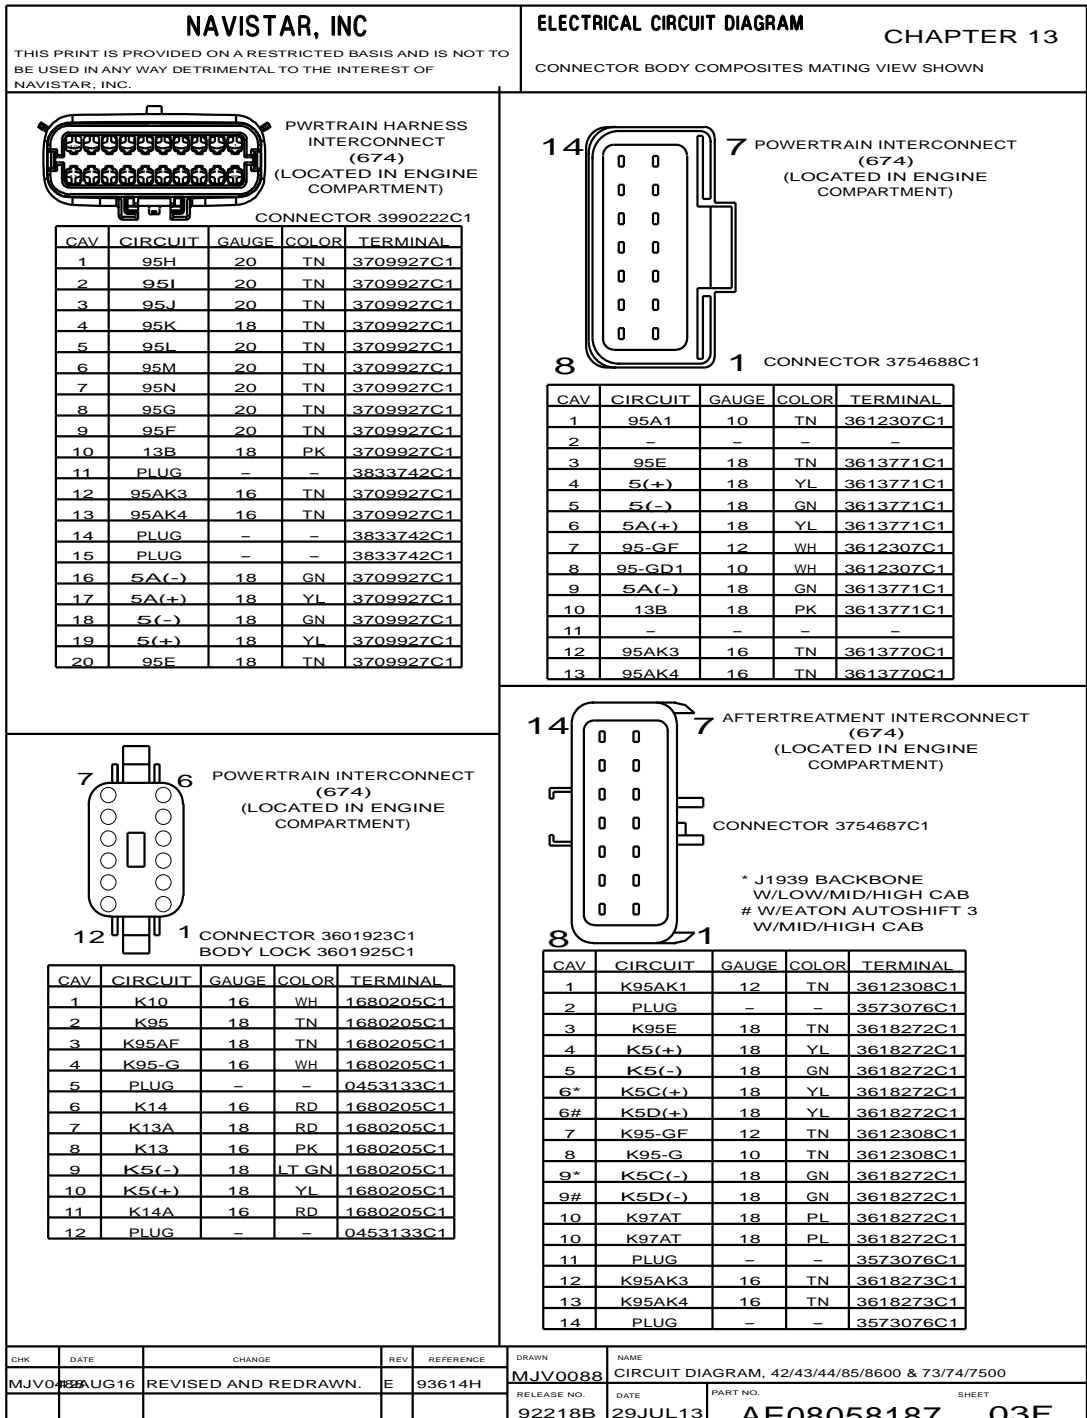 NAVISTAR, INC
THIS PRINT IS PROVIDED ON A RESTRICTED BASIS AND IS NOT TO
BE USED IN ANY WAY DETRIMENTAL TO THE INTEREST OF
NAVISTAR, INC.
ELECTRICAL CIRCUIT DIAGRAM
CHAPTER 13
CONNECTOR BODY COMPOSITES MATING VIEW SHOWN
PWRTRAIN HARNESS
INTERCONNECT
(674)
(LOCATED IN ENGINE
COMPARTMENT)
CONNECTOR 3990222C1
CAV CIRCUIT GAUGE COLOR TERMINAL
1 95H 20 TN 3709927C1
2 95I 20 TN 3709927C1
3 95J 20 TN 3709927C1
4 95K 18 TN 3709927C1
5 95L 20 TN 3709927C1
6 95M 20 TN 3709927C1
7 95N 20 TN 3709927C1
8 95G 20 TN 3709927C1
9 95F 20 TN 3709927C1
10 13B 18 PK 3709927C1
11 PLUG – – 3833742C1
12 95AK3 16 TN 3709927C1
13 95AK4 16 TN 3709927C1
14 PLUG – – 3833742C1
15 PLUG – – 3833742C1
16 5A(-) 18 GN 3709927C1
17 5A(+) 18 YL 3709927C1
18 5(-) 18 GN 3709927C1
19 5(+) 18 YL 3709927C1
20 95E 18 TN 3709927C1
14 7
POWERTRAIN INTERCONNECT
(674)
(LOCATED IN ENGINE
COMPARTMENT)
8 1
CONNECTOR 3754688C1
CAV CIRCUIT GAUGE COLOR TERMINAL
1 95A1 10 TN 3612307C1
2 – – – –
3 95E 18 TN 3613771C1
4 5(+) 18 YL 3613771C1
5 5(-) 18 GN 3613771C1
6 5A(+) 18 YL 3613771C1
7 95-GF 12 WH 3612307C1
8 95-GD1 10 WH 3612307C1
9 5A(-) 18 GN 3613771C1
10 13B 18 PK 3613771C1
11 – – – –
12 95AK3 16 TN 3613770C1
13 95AK4 16 TN 3613770C1
7 6
POWERTRAIN INTERCONNECT
(674)
(LOCATED IN ENGINE
COMPARTMENT)
12 1
CONNECTOR 3601923C1
BODY LOCK 3601925C1
CAV CIRCUIT GAUGE COLOR TERMINAL
1 K10 16 WH 1680205C1
2 K95 18 TN 1680205C1
3 K95AF 18 TN 1680205C1
4 K95-G 16 WH 1680205C1
5 PLUG – – 0453133C1
6 K14 16 RD 1680205C1
7 K13A 18 RD 1680205C1
8 K13 16 PK 1680205C1
9 K5(-) 18 LT GN 1680205C1
10 K5(+) 18 YL 1680205C1
11 K14A 16 RD 1680205C1
12 PLUG – – 0453133C1
14 7
AFTERTREATMENT INTERCONNECT
(674)
(LOCATED IN ENGINE
COMPARTMENT)
CONNECTOR 3754687C1
* J1939 BACKBONE
W/LOW/MID/HIGH CAB
# W/EATON AUTOSHIFT 3
W/MID/HIGH CAB
8 1
CAV CIRCUIT GAUGE COLOR TERMINAL
1 K95AK1 12 TN 3612308C1
2 PLUG – – 3573076C1
3 K95E 18 TN 3618272C1
4 K5(+) 18 YL 3618272C1
5 K5(-) 18 GN 3618272C1
6* K5C(+) 18 YL 3618272C1
6# K5D(+) 18 YL 3618272C1
7 K95-GF 12 TN 3612308C1
8 K95-G 10 TN 3612308C1
9* K5C(-) 18 GN 3618272C1
9# K5D(-) 18 GN 3618272C1
10 K97AT 18 PL 3618272C1
10 K97AT 18 PL 3618272C1
11 PLUG – – 3573076C1
12 K95AK3 16 TN 3618273C1
13 K95AK4 16 TN 3618273C1
14 PLUG – – 3573076C1
CHK DATE CHANGE REV REFERENCE
REVISED AND REDRAWN. E 93614H
DRAWN
MJV0088
NAME
CIRCUIT DIAGRAM, 42/43/44/85/8600 & 73/74/7500
RELEASE NO. DATE PART NO. SHEET
92218B 29JUL13 AE08058187 03E